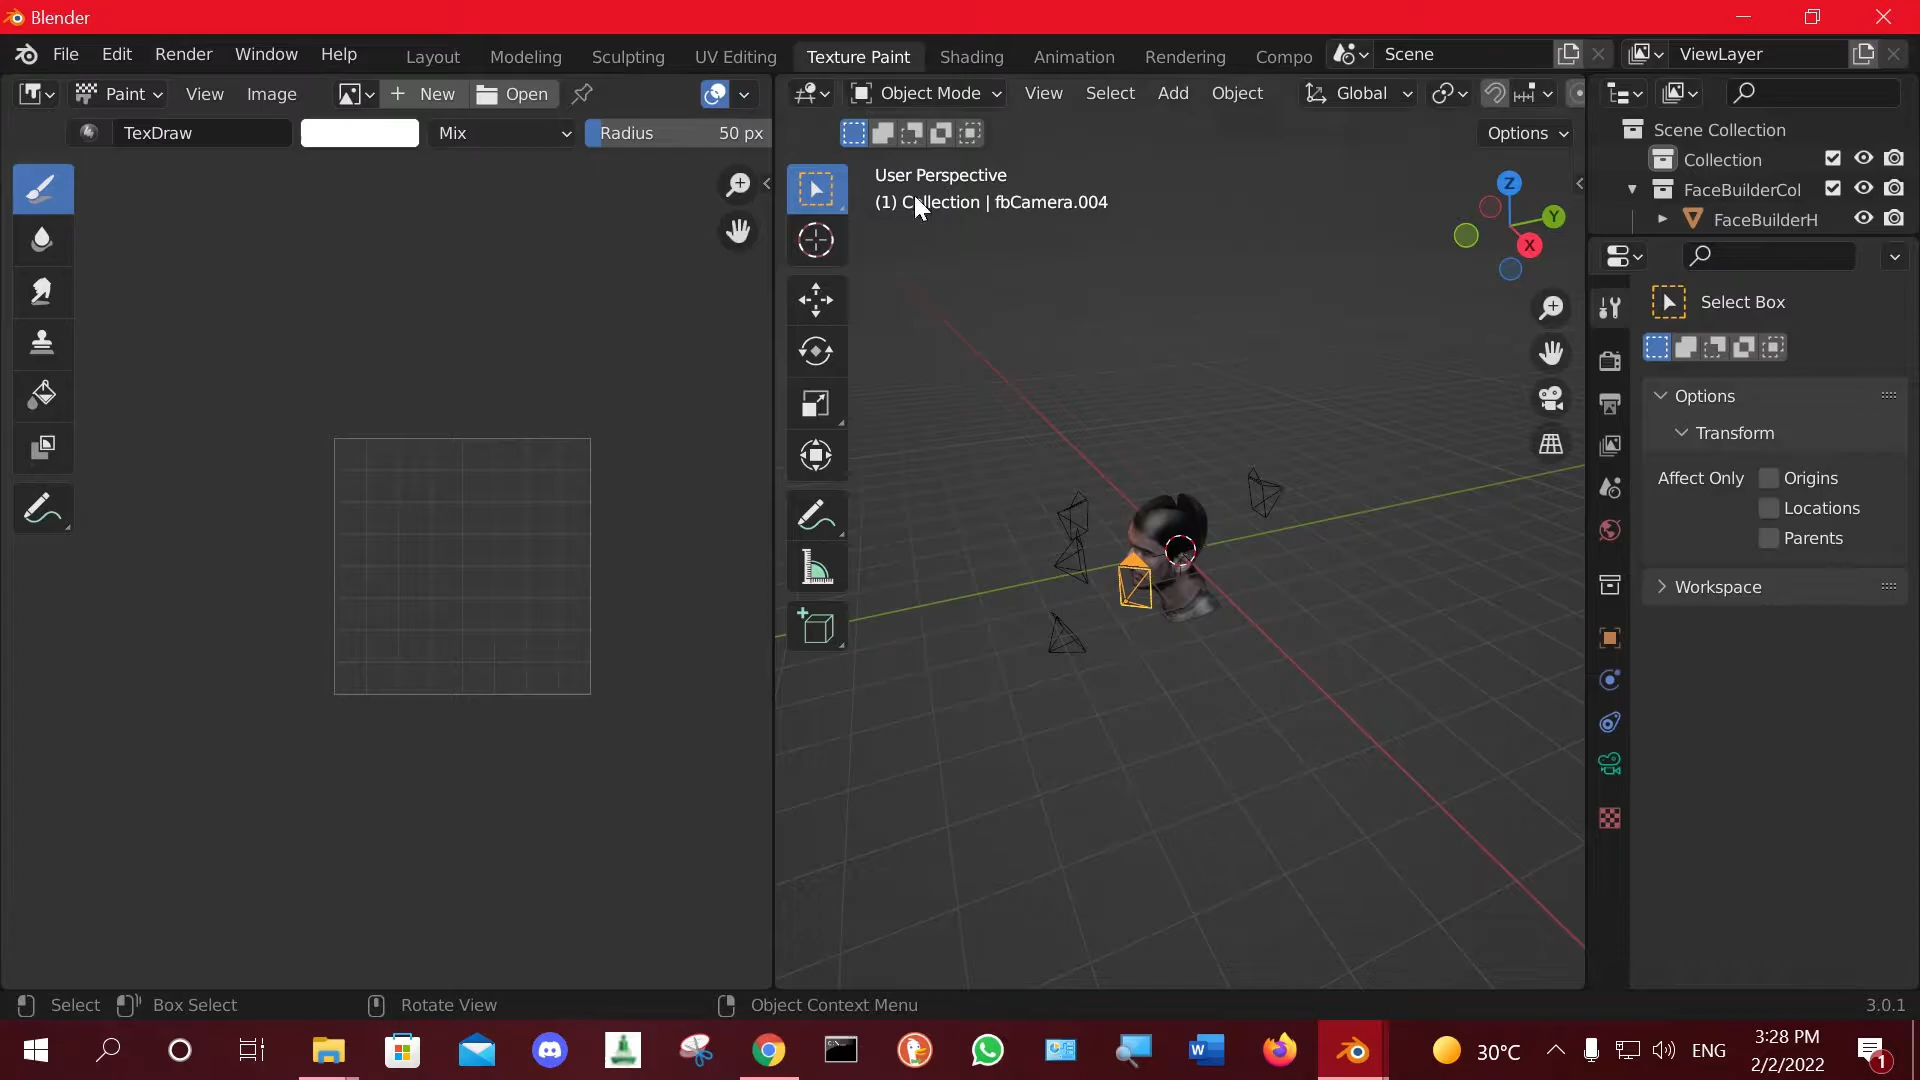 Blender
File Edit Render Window Help Layout Modeling Sculpting UV Editing Texture Paint Shading Animation Rendering Compo Scene ViewLayer
Paint View Image New Open Object Mode View Select Add Object Global
TexDraw Mix Radius 50 px Options
User Perspective
(1) Collection | fbCamera.004
Z
Y
X
Scene Collection
Collection
FaceBuilderCol
FaceBuilderH
Select Box
Options
Transform
Affect Only Origins
Locations
Parents
Workspace
Select Box Select Rotate View Object Context Menu 3.0.1
30°C ENG 3:28 PM
2/2/2022
1